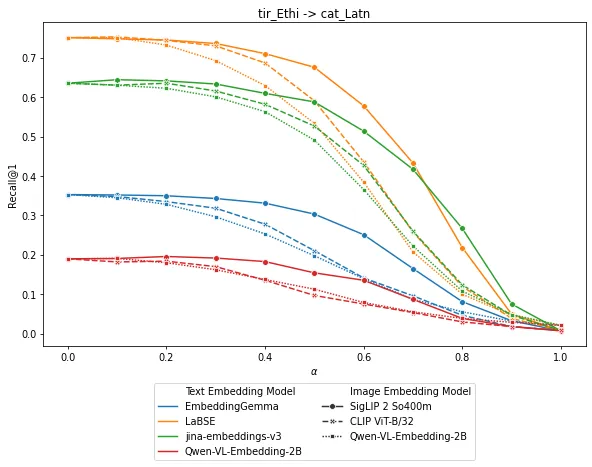 tir_Ethi -> cat_Latn
Recall@1
0.7
0.6
0.5
0.4
0.3
0.2
0.1
0.0
0.0 0.2 0.4 0.6 0.8 1.0
α
Text Embedding Model
EmbeddingGemma
LaBSE
jina-embeddings-v3
Qwen-VL-Embedding-2B
Image Embedding Model
SigLIP 2 So400m
CLIP ViT-B/32
Qwen-VL-Embedding-2B